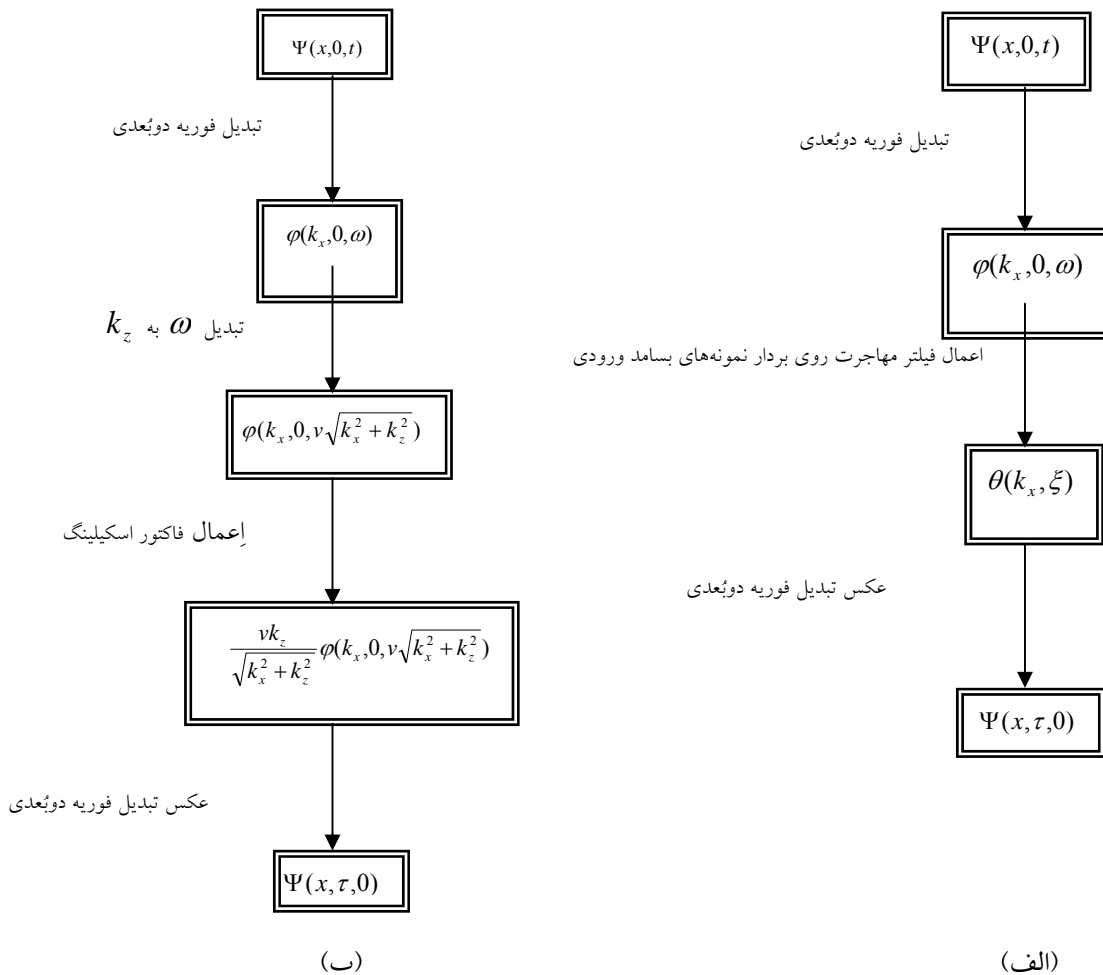 Ψ(x,0,t)
تبدیل فوریه دوبُعدی
φ(k_x,0,ω)
اعمال فیلتر مهاجرت روی بردار نمونه‌های بسامد ورودی
θ(k_x,ξ)
عکس تبدیل فوریه دوبُعدی
Ψ(x,τ,0)
(الف)
Ψ(x,0,t)
تبدیل فوریه دوبُعدی
φ(k_x,0,ω)
تبدیل ω به k_z
φ(k_x,0,v√(k_x^2+k_z^2))
اِعمال فاکتور اسکیلینگ
vk_z/√(k_x^2+k_z^2) φ(k_x,0,v√(k_x^2+k_z^2))
عکس تبدیل فوریه دوبُعدی
Ψ(x,τ,0)
(ب)